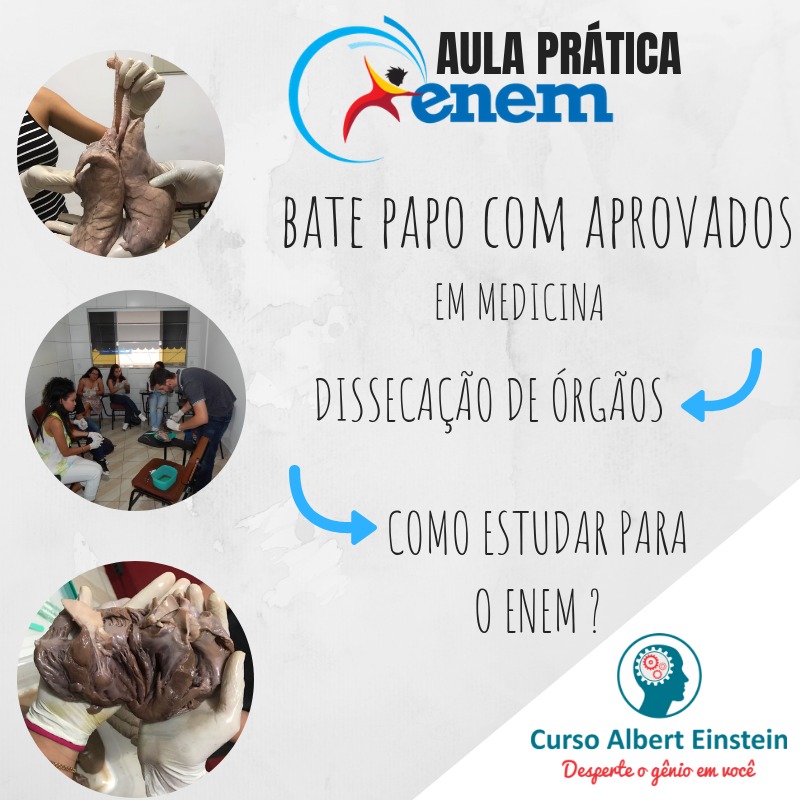 AULA PRÁTICA
enem
BATE PAPO COM APROVADOS
EM MEDICINA
DISSECAÇÃO DE ÓRGÃOS
COMO ESTUDAR PARA
O ENEM ?
Curso Albert Einstein
Desperte o gênio em você